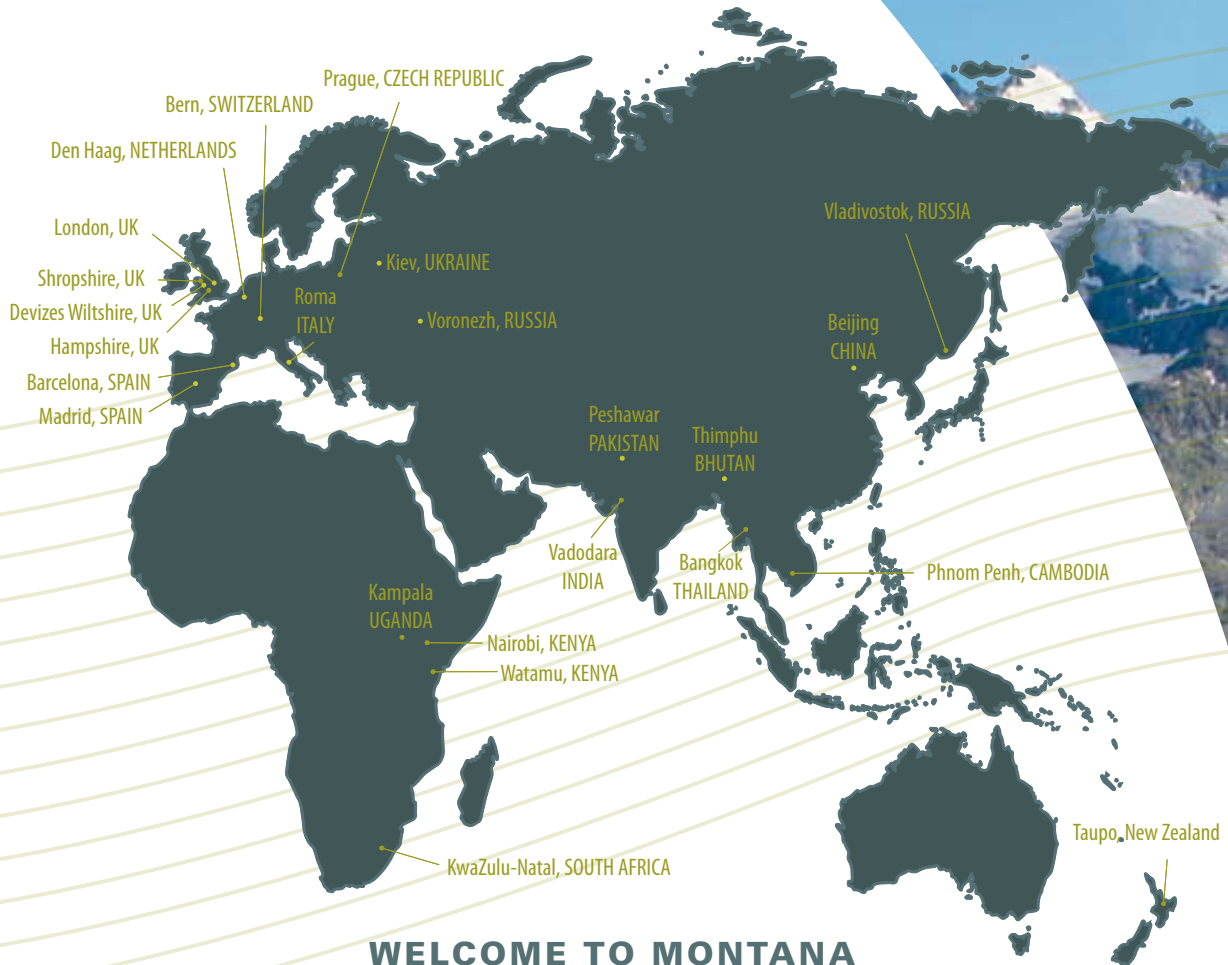 Prague, CZECH REPUBLIC
Bern, SWITZERLAND
Den Haag, NETHERLANDS
London, UK
Vladivostok, RUSSIA
Shropshire, UK
Kiev, UKRAINE
Devizes Wiltshire, UK
Roma
ITALY
Voronezh, RUSSIA
Beijing
CHINA
Hampshire, UK
Barcelona, SPAIN
Madrid, SPAIN
Peshawar
PAKISTAN
Thimphu
BHUTAN
Vadodara
INDIA
Bangkok
THAILAND
Phnom Penh, CAMBODIA
Kampala
UGANDA
Nairobi, KENYA
Watamu, KENYA
Taupo, New Zealand
KwaZulu-Natal, SOUTH AFRICA
WELCOME TO MONTANA